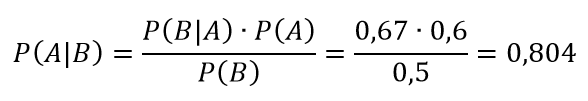 P(A|B) = P(B|A) · P(A) / P(B) = 0,67 · 0,6 / 0,5 = 0,804